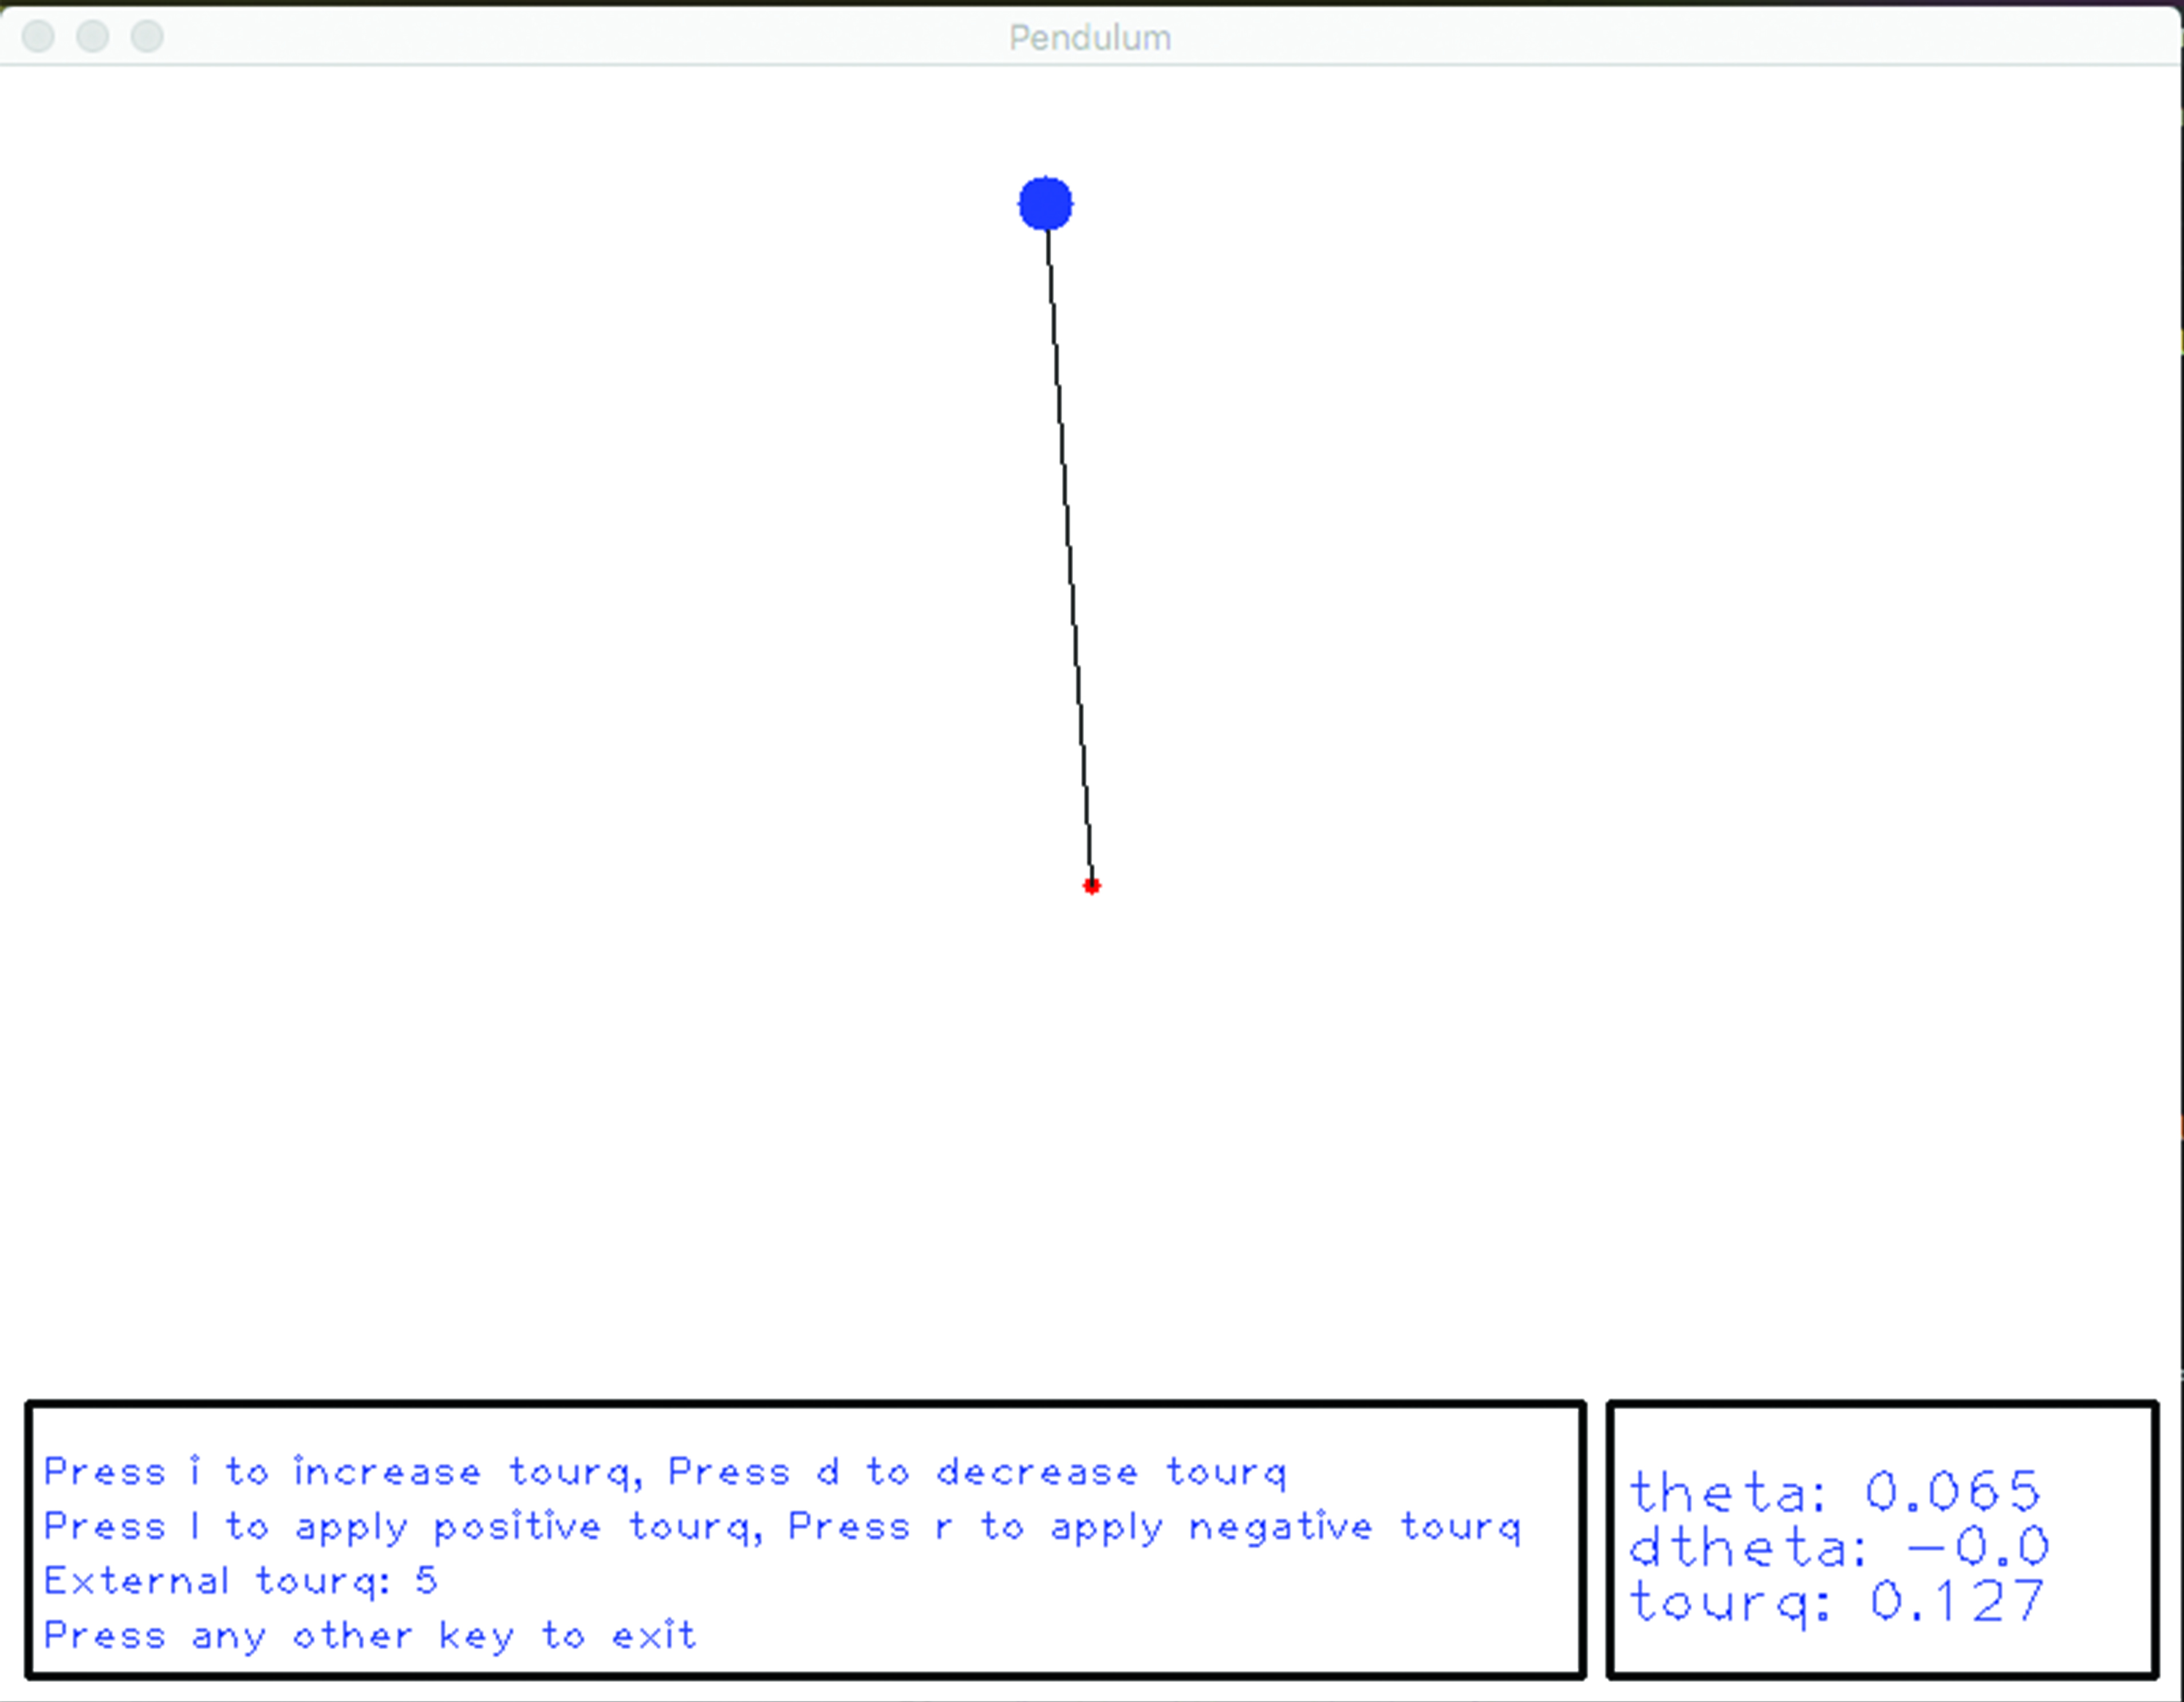 Pendulum
Press i to increase tourq, Press d to decrease tourq
Press l to apply positive tourq, Press r to apply negative tourq
External tourq: 5
Press any other key to exit
theta: 0.065
dtheta: -0.0
tourq: 0.127